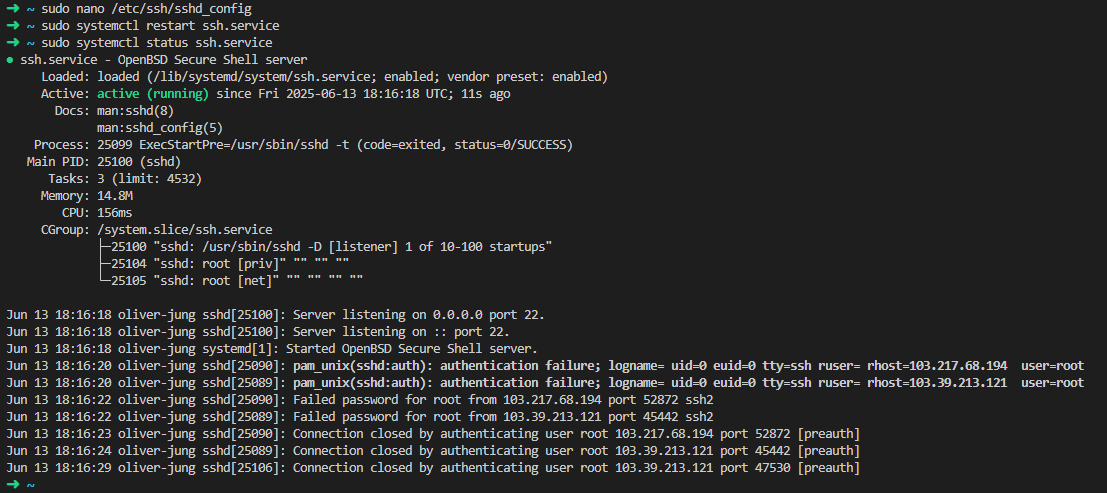 ➜ ~ sudo nano /etc/ssh/sshd_config
➜ ~ sudo systemctl restart ssh.service
➜ ~ sudo systemctl status ssh.service
● ssh.service - OpenBSD Secure Shell server
     Loaded: loaded (/lib/systemd/system/ssh.service; enabled; vendor preset: enabled)
     Active: active (running) since Fri 2025-06-13 18:16:18 UTC; 11s ago
       Docs: man:sshd(8)
             man:sshd_config(5)
    Process: 25099 ExecStartPre=/usr/sbin/sshd -t (code=exited, status=0/SUCCESS)
   Main PID: 25100 (sshd)
      Tasks: 3 (limit: 4532)
     Memory: 14.8M
        CPU: 156ms
     CGroup: /system.slice/ssh.service
             ├─25100 "sshd: /usr/sbin/sshd -D [listener] 1 of 10-100 startups"
             ├─25104 "sshd: root [priv]" "" "" ""
             └─25105 "sshd: root [net]" "" "" "" ""

Jun 13 18:16:18 oliver-jung sshd[25100]: Server listening on 0.0.0.0 port 22.
Jun 13 18:16:18 oliver-jung sshd[25100]: Server listening on :: port 22.
Jun 13 18:16:18 oliver-jung systemd[1]: Started OpenBSD Secure Shell server.
Jun 13 18:16:20 oliver-jung sshd[25090]: pam_unix(sshd:auth): authentication failure; logname= uid=0 euid=0 tty=ssh ruser= rhost=103.217.68.194  user=root
Jun 13 18:16:20 oliver-jung sshd[25089]: pam_unix(sshd:auth): authentication failure; logname= uid=0 euid=0 tty=ssh ruser= rhost=103.39.213.121  user=root
Jun 13 18:16:22 oliver-jung sshd[25090]: Failed password for root from 103.217.68.194 port 52872 ssh2
Jun 13 18:16:22 oliver-jung sshd[25089]: Failed password for root from 103.39.213.121 port 45442 ssh2
Jun 13 18:16:23 oliver-jung sshd[25090]: Connection closed by authenticating user root 103.217.68.194 port 52872 [preauth]
Jun 13 18:16:24 oliver-jung sshd[25089]: Connection closed by authenticating user root 103.39.213.121 port 45442 [preauth]
Jun 13 18:16:29 oliver-jung sshd[25106]: Connection closed by authenticating user root 103.39.213.121 port 47530 [preauth]
➜ ~